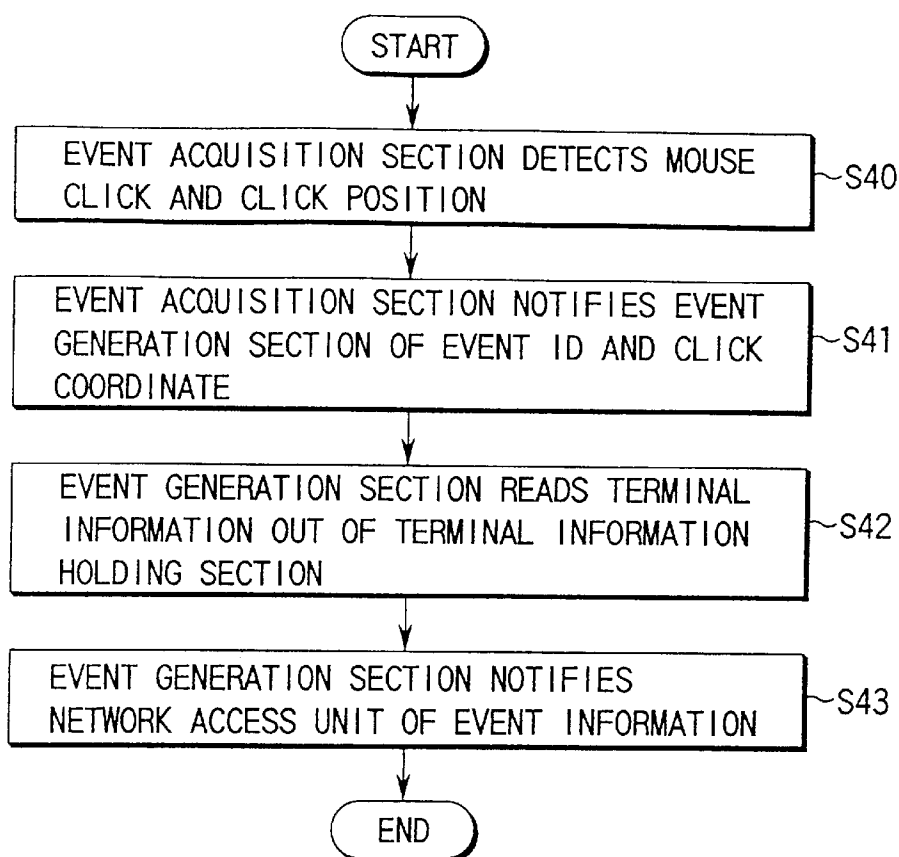 START
EVENT ACQUISITION SECTION DETECTS MOUSE
CLICK AND CLICK POSITION
S40
EVENT ACQUISITION SECTION NOTIFIES EVENT
GENERATION SECTION OF EVENT ID AND CLICK
COORDINATE
S41
EVENT GENERATION SECTION READS TERMINAL
INFORMATION OUT OF TERMINAL INFORMATION
HOLDING SECTION
S42
EVENT GENERATION SECTION NOTIFIES
NETWORK ACCESS UNIT OF EVENT INFORMATION
S43
END